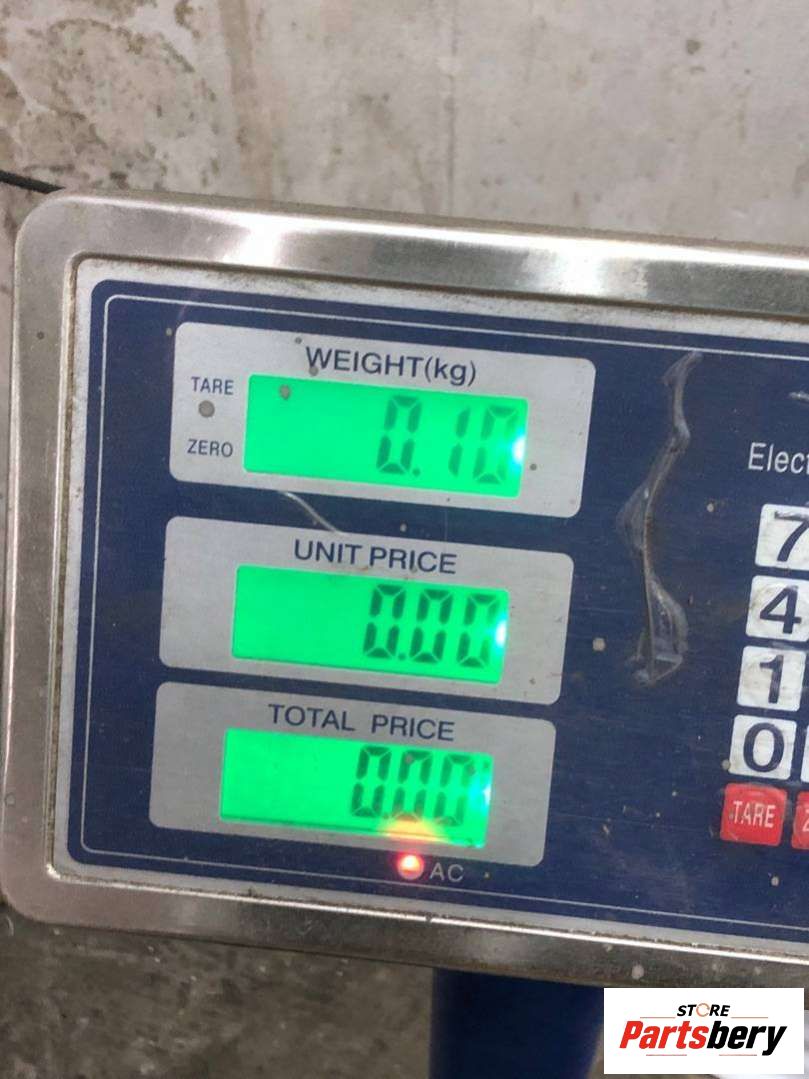 WEIGHT(kg)
TARE
ZERO
0.10
UNIT PRICE
0.00
TOTAL PRICE
0.00
AC
7
4
1
0
TARE
STORE
Partsbery